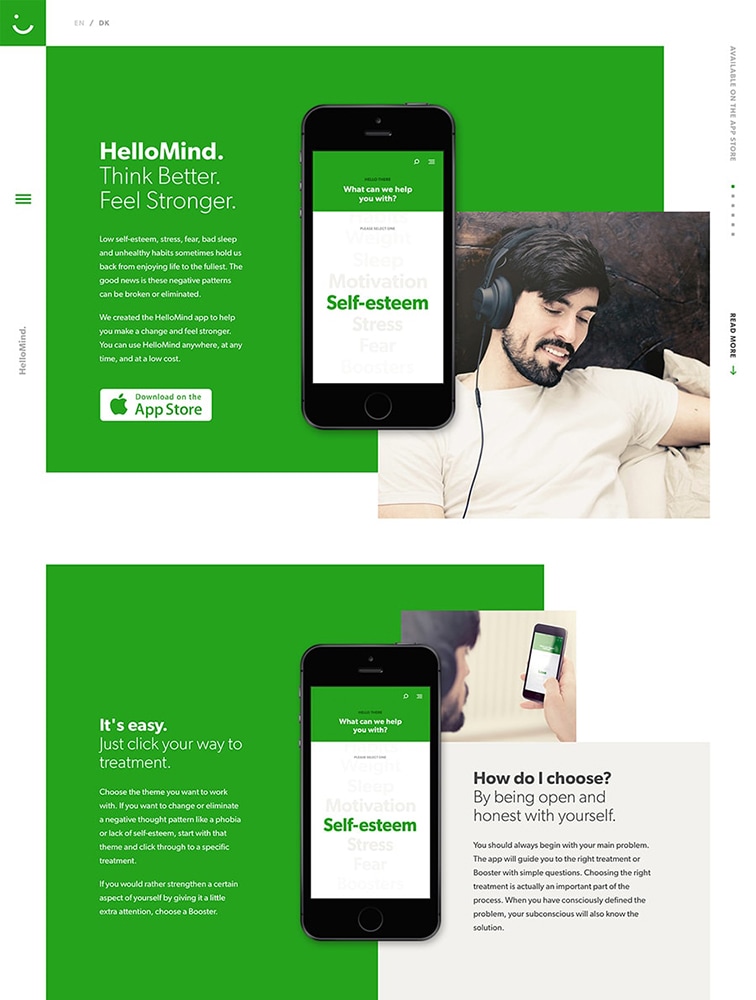 EN / DK
AVAILABLE ON THE APP STORE
HelloMind.
Think Better.
Feel Stronger.
Low self-esteem, stress, fear, bad sleep
and unhealthy habits sometimes hold us
back from enjoying life to the fullest. The
good news is these negative patterns
can be broken or eliminated.
We created the HelloMind app to help
you make a change and feel stronger.
You can use HelloMind anywhere, at any
time, and at a low cost.
Download on the
App Store
HELLO THERE
What can we help
you with?
PLEASE SELECT ONE
Habits
Weight
Sleep
Motivation
Self-esteem
Stress
Fear
Boosters
READ MORE
HelloMind.
It's easy.
Just click your way to
treatment.
Choose the theme you want to work
with. If you want to change or eliminate
a negative thought pattern like a phobia
or lack of self-esteem, start with that
theme and click through to a specific
treatment.
If you would rather strengthen a certain
aspect of yourself by giving it a little
extra attention, choose a Booster.
HELLO THERE
What can we help
you with?
PLEASE SELECT ONE
Weight
Sleep
Motivation
Self-esteem
Stress
Fear
Boosters
How do I choose?
By being open and
honest with yourself.
You should always begin with your main problem.
The app will guide you to the right treatment or
Booster with simple questions. Choosing the right
treatment is actually an important part of the
process. When you have consciously defined the
problem, your subconscious will also know the
solution.